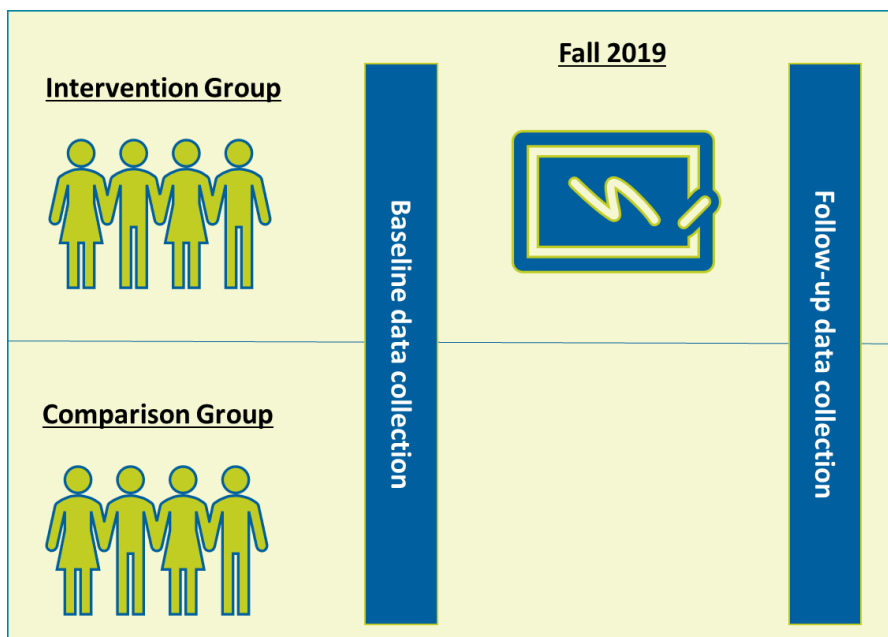 Fall 2019
Intervention Group
Baseline data collection
Follow-up data collection
Comparison Group